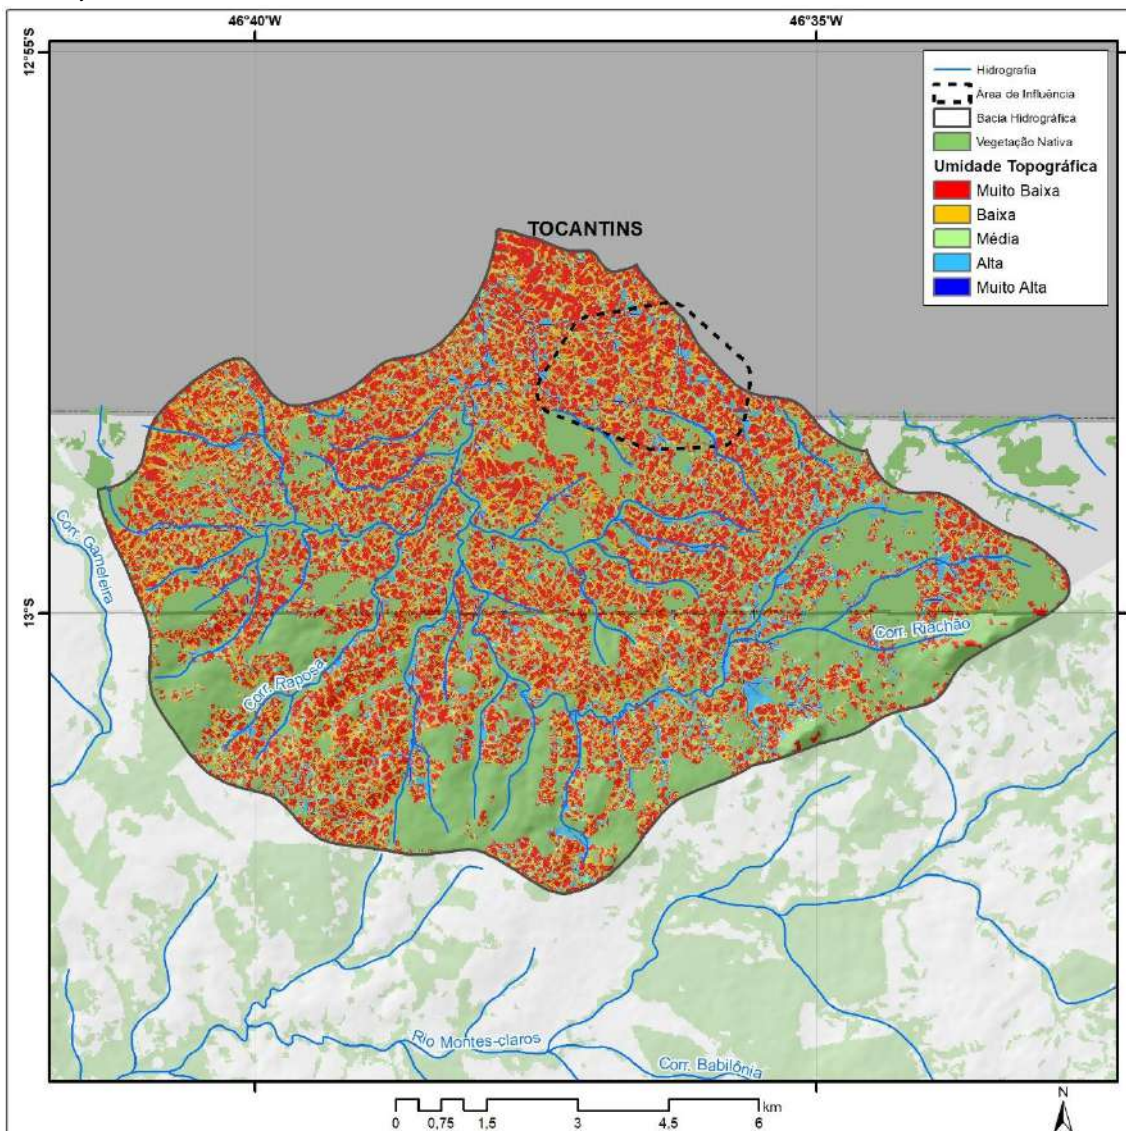 46°40'W
46°35'W
12°55'S
Hidrografia
Área de Influência
Bacia Hidrográfica
Vegetação Nativa
Umidade Topográfica
Muito Baixa
Baixa
Média
Alta
Muito Alta
TOCANTINS
Corr. Gameleira
13°S
Corr. Riachão
Corr. Raposa
Rio Montes-claros
Corr. Babilônia
N
km
0 0,75 1,5 3 4,5 6